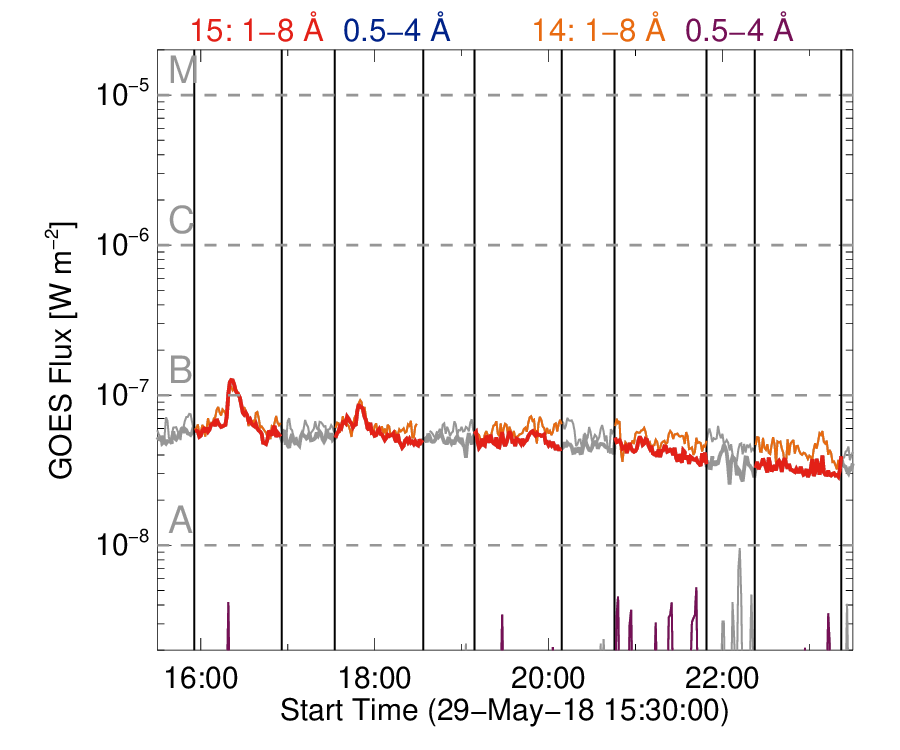 15: 1−8 Å 0.5−4 Å 14: 1−8 Å 0.5−4 Å
M
10−5
C
10−6
B
10−7
A
10−8
GOES Flux [W m−2]
16:00 18:00 20:00 22:00
Start Time (29−May−18 15:30:00)